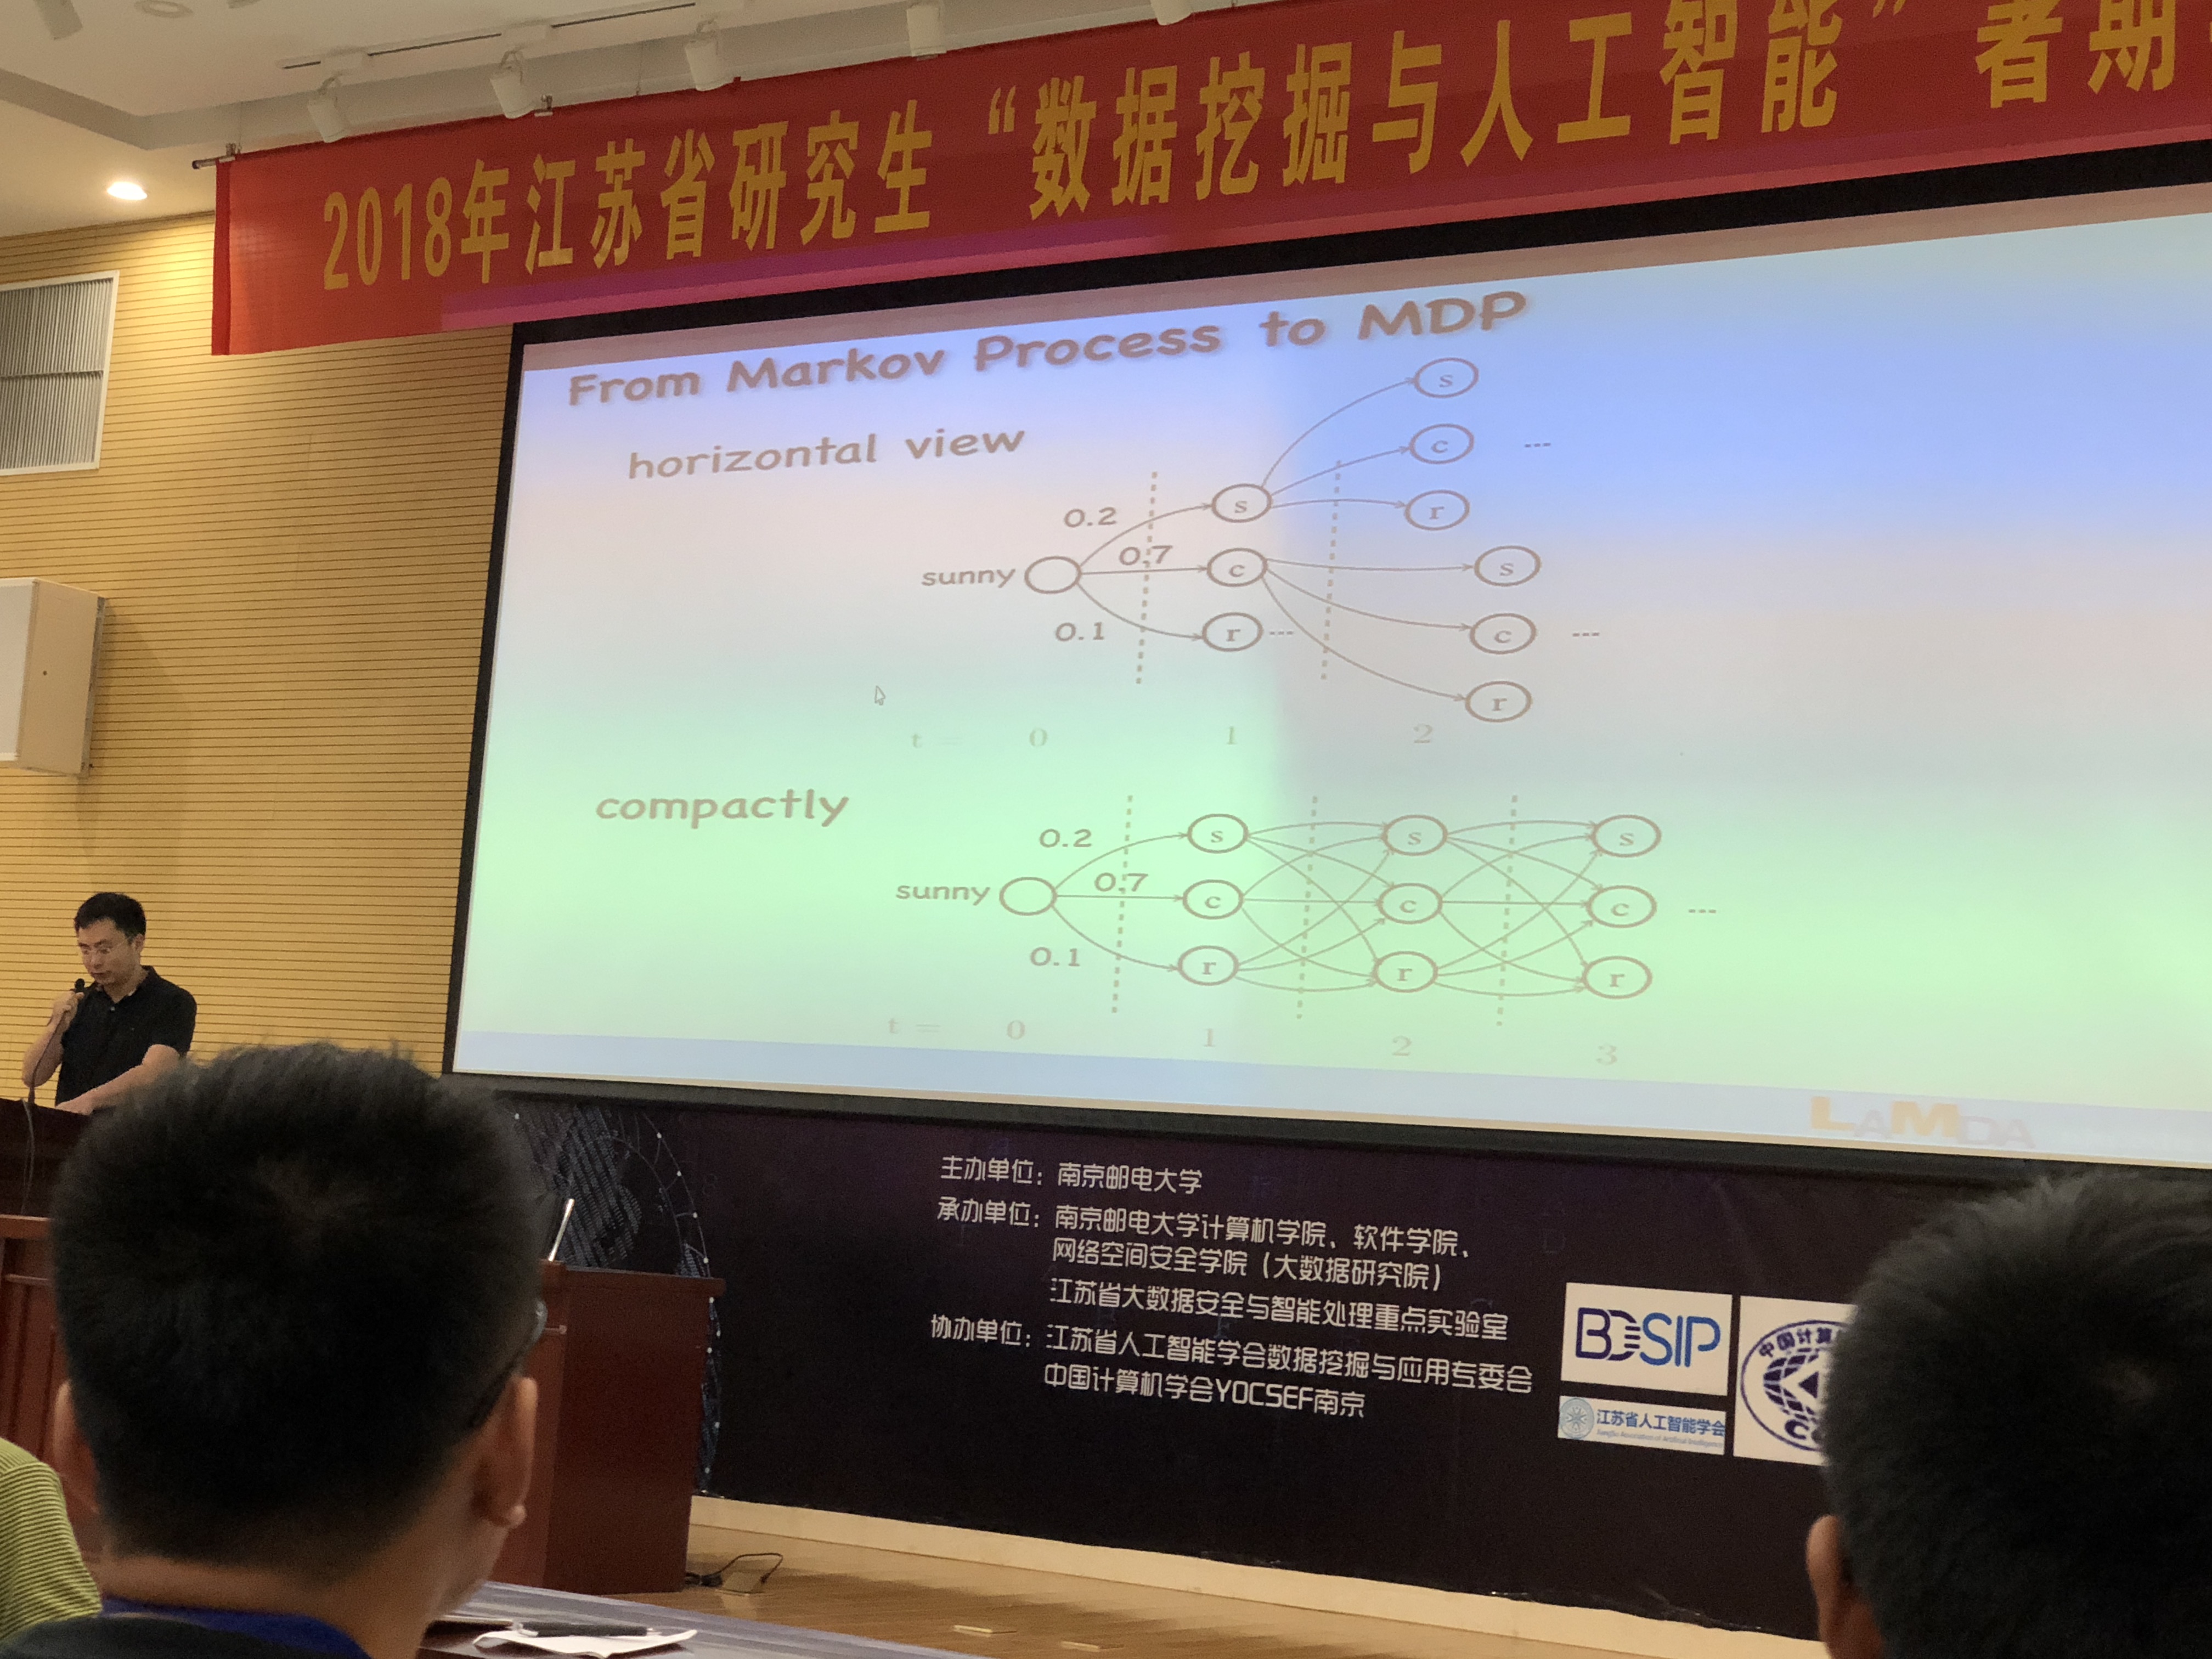 2018年江苏省研究生“数据挖掘与人工智能”暑期
From Markov Process to MDP
horizontal view
s
c ---
0.2 s r
sunny 0.7 c s
0.1 r --- c ---
r
t = 0 1 2
compactly
0.2 s s s
sunny 0.7 c c c ---
0.1 r r r
t = 0 1 2 3
LAMDA
主办单位：南京邮电大学
承办单位：南京邮电大学计算机学院、软件学院、
网络空间安全学院（大数据研究院）
江苏省大数据安全与智能处理重点实验室
协办单位：江苏省人工智能学会数据挖掘与应用专委会
中国计算机学会YOCSEF南京
BDSIP
中国计算
江苏省人工智能学会